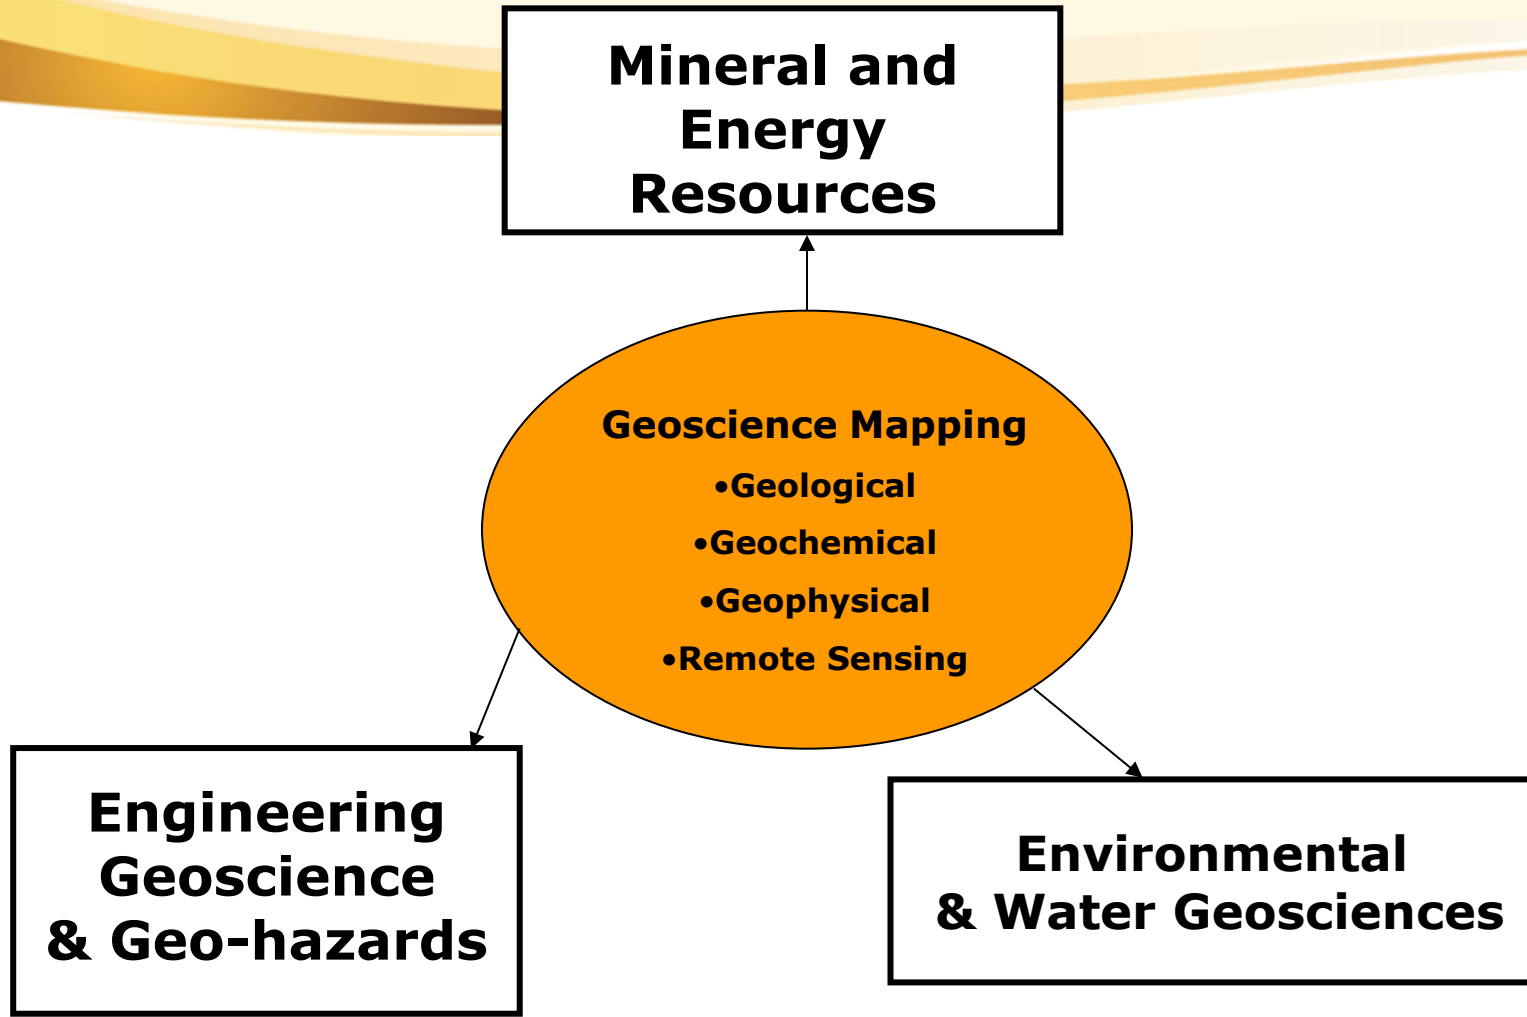 Mineral and
Energy
Resources
Geoscience Mapping
•Geological
•Geochemical
•Geophysical
•Remote Sensing
Engineering
Geoscience
& Geo-hazards
Environmental
& Water Geosciences